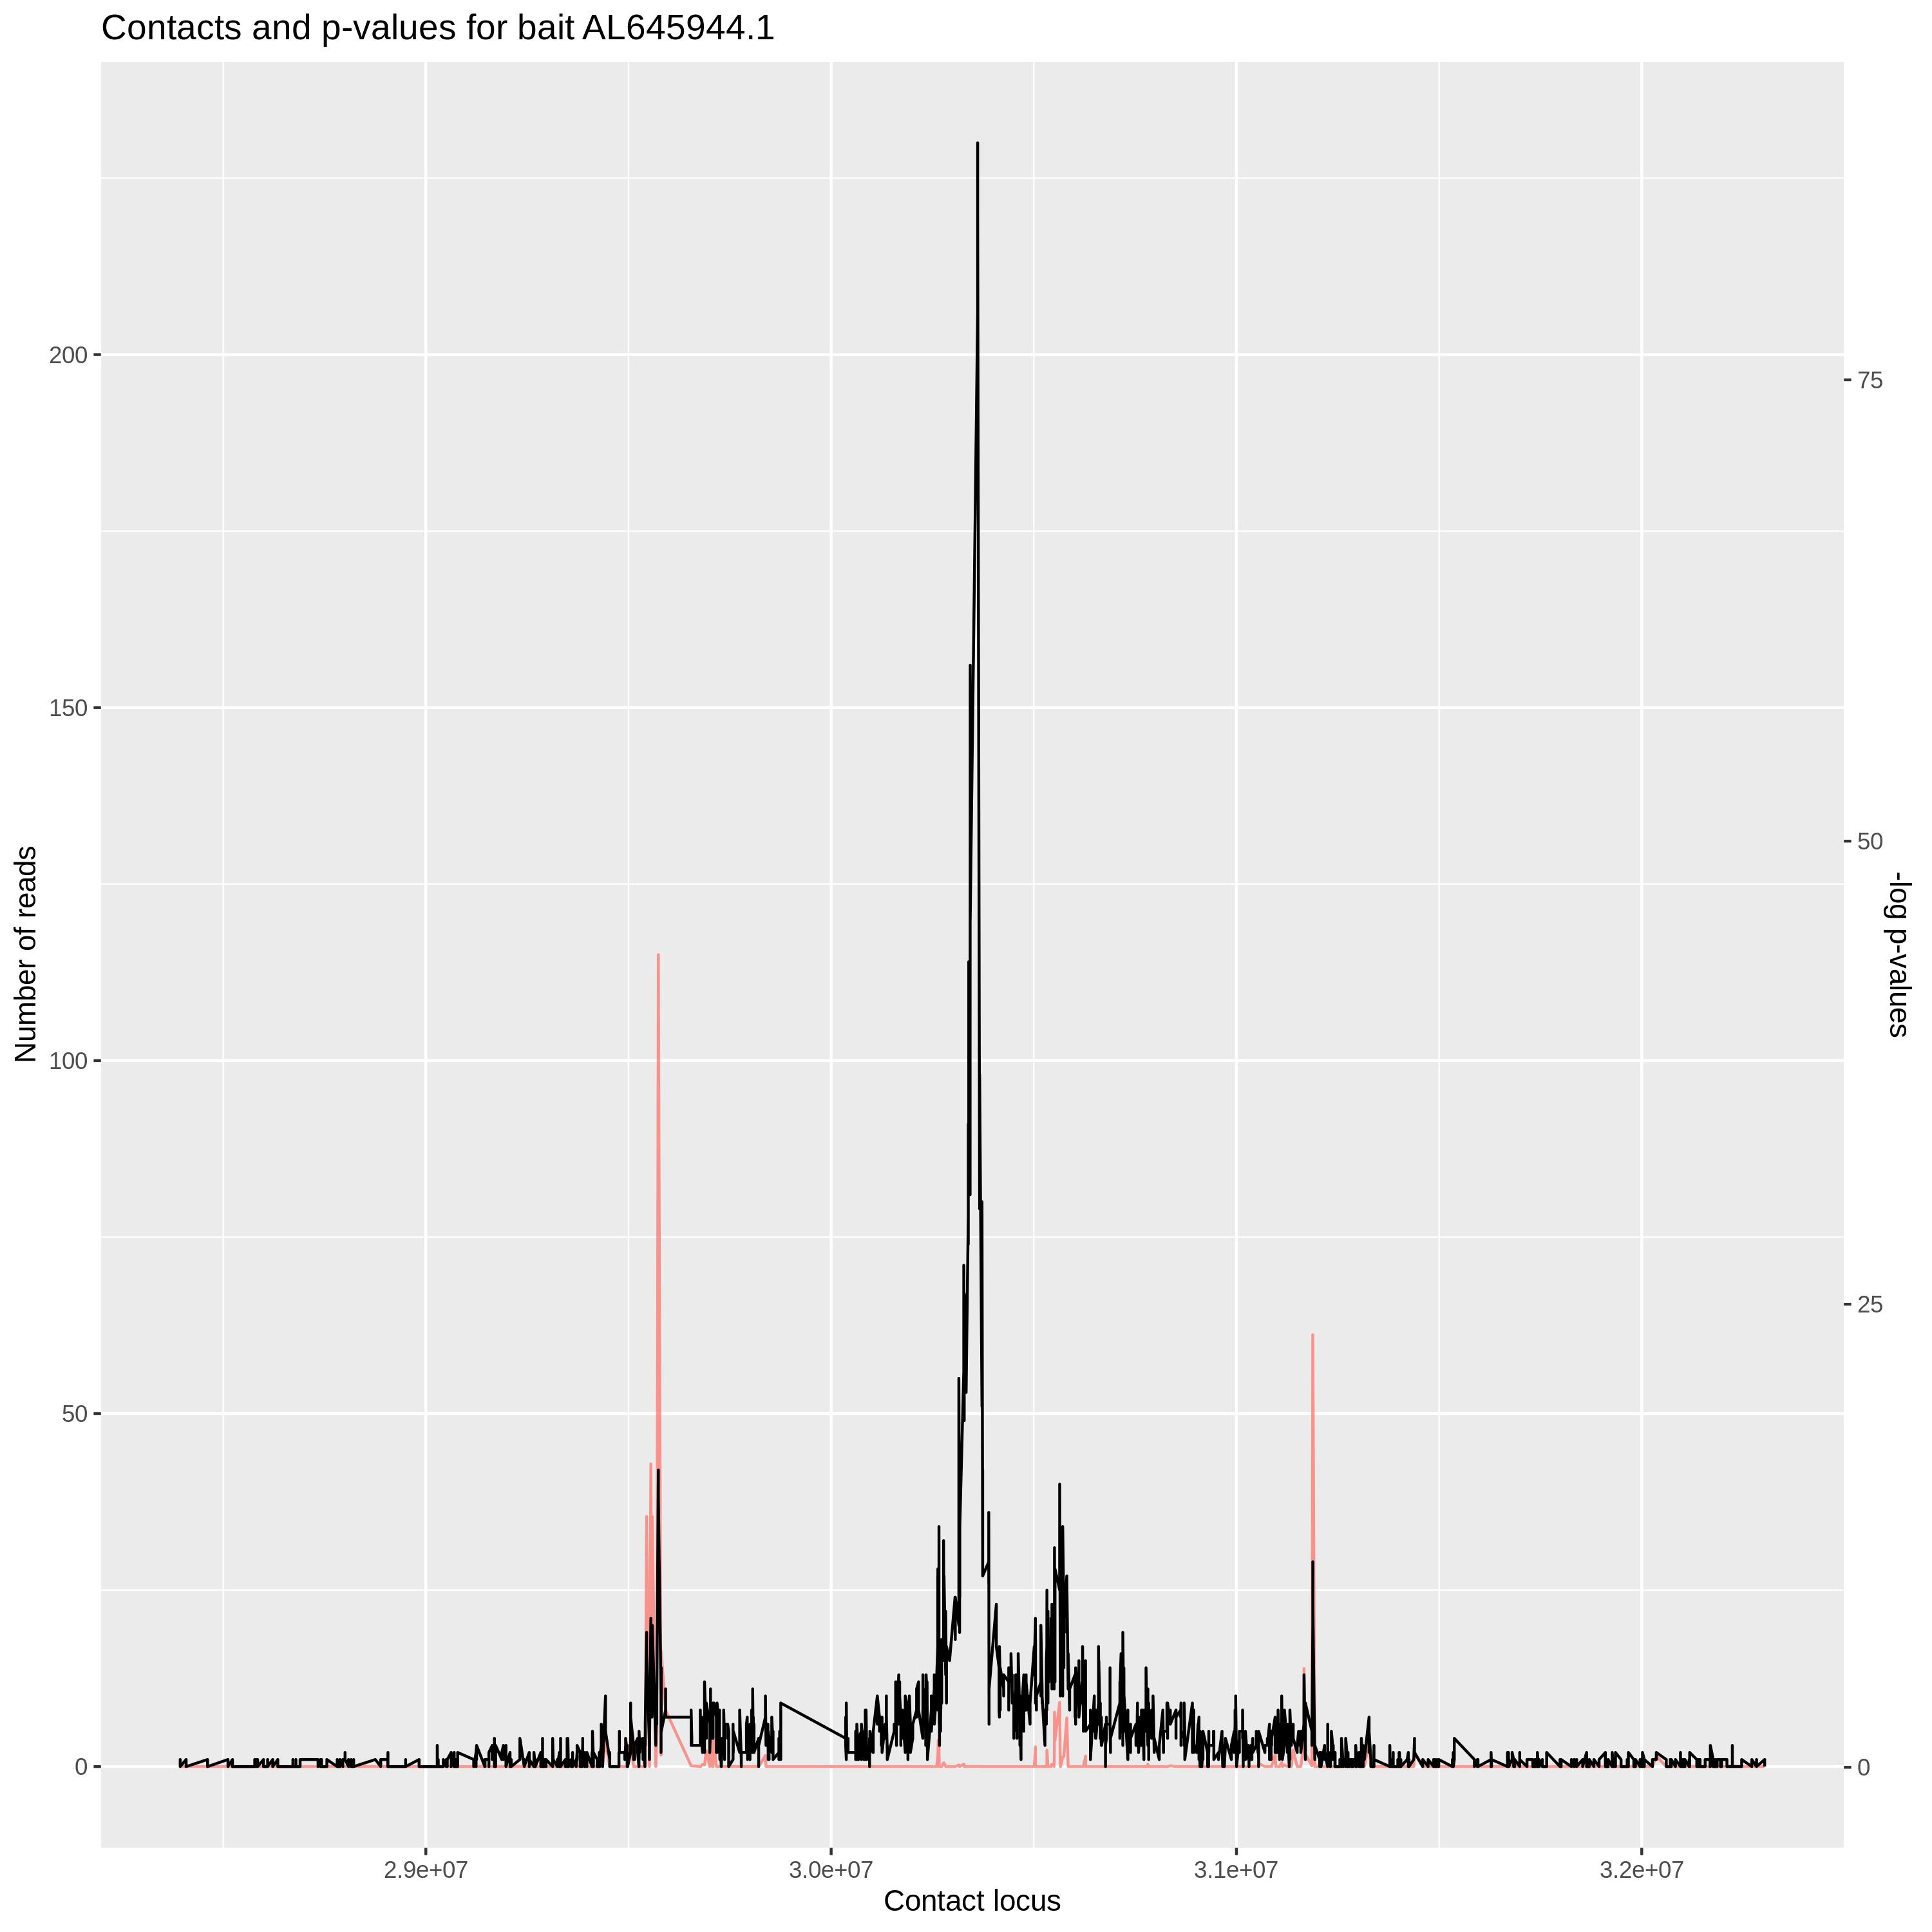 Contacts and p-values for bait AL645944.1
Number of reads
200
150
100
50
0
75
50
25
0
-log p-values
2.9e+07 3.0e+07 3.1e+07 3.2e+07
Contact locus